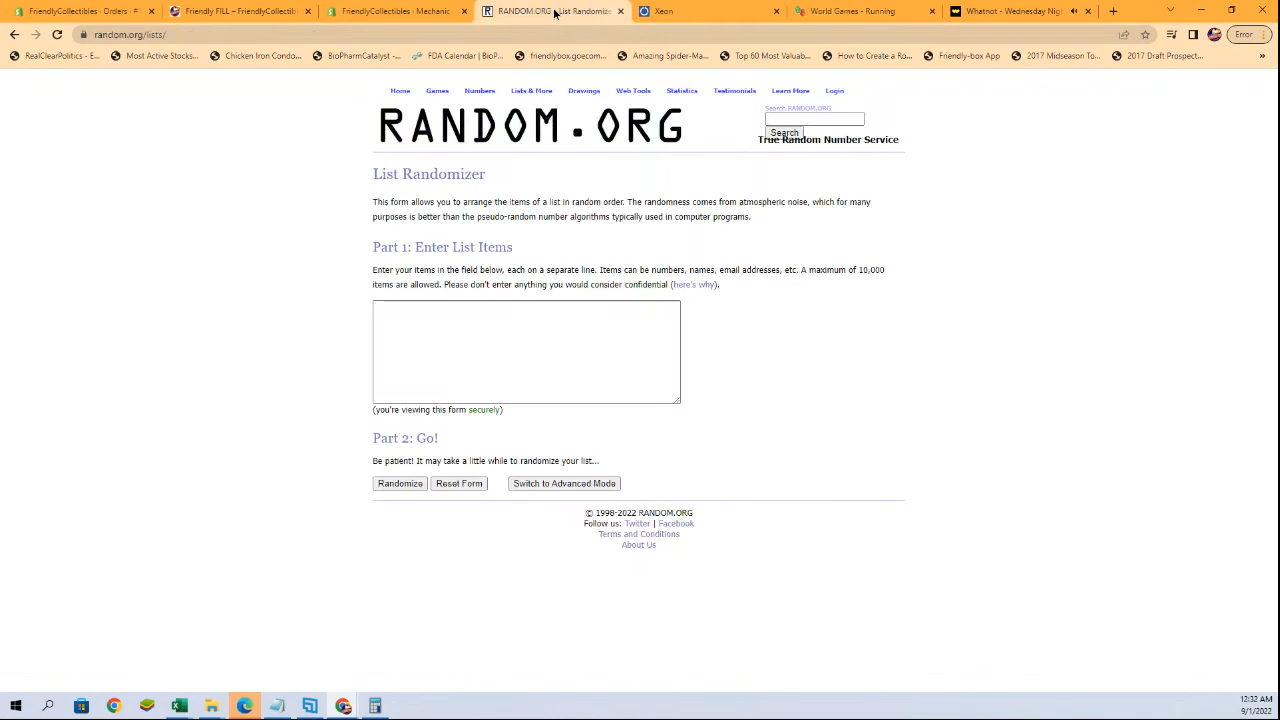 FriendlyCollectibles · Orders · #
Friendly FILL – FriendlyCollectib
FriendlyCollectibles · Mechanic
RANDOM.ORG - List Randomize
Xeon
World Games - Running
Whatnot - Wednesday Nigh
random.org/lists/
Error
RealClearPolitics - E...
Most Active Stocks...
Chicken Iron Condo...
BioPharmCatalyst -...
FDA Calendar | BioP...
friendlybox.goecom...
Amazing Spider-Ma...
Top 60 Most Valuab...
How to Create a Ro...
Friendly-box App
2017 Midseason To...
2017 Draft Prospect...
Home Games Numbers Lists & More Drawings Web Tools Statistics Testimonials Learn More Login
RANDOM.ORG
Search RANDOM.ORG
Search
True Random Number Service
List Randomizer
This form allows you to arrange the items of a list in random order. The randomness comes from atmospheric noise, which for many
purposes is better than the pseudo-random number algorithms typically used in computer programs.
Part 1: Enter List Items
Enter your items in the field below, each on a separate line. Items can be numbers, names, email addresses, etc. A maximum of 10,000
items are allowed. Please don't enter anything you would consider confidential (here's why).
(you're viewing this form securely)
Part 2: Go!
Be patient! It may take a little while to randomize your list...
Randomize Reset Form Switch to Advanced Mode
© 1998-2022 RANDOM.ORG
Follow us: Twitter | Facebook
Terms and Conditions
About Us
12:32 AM
9/1/2022